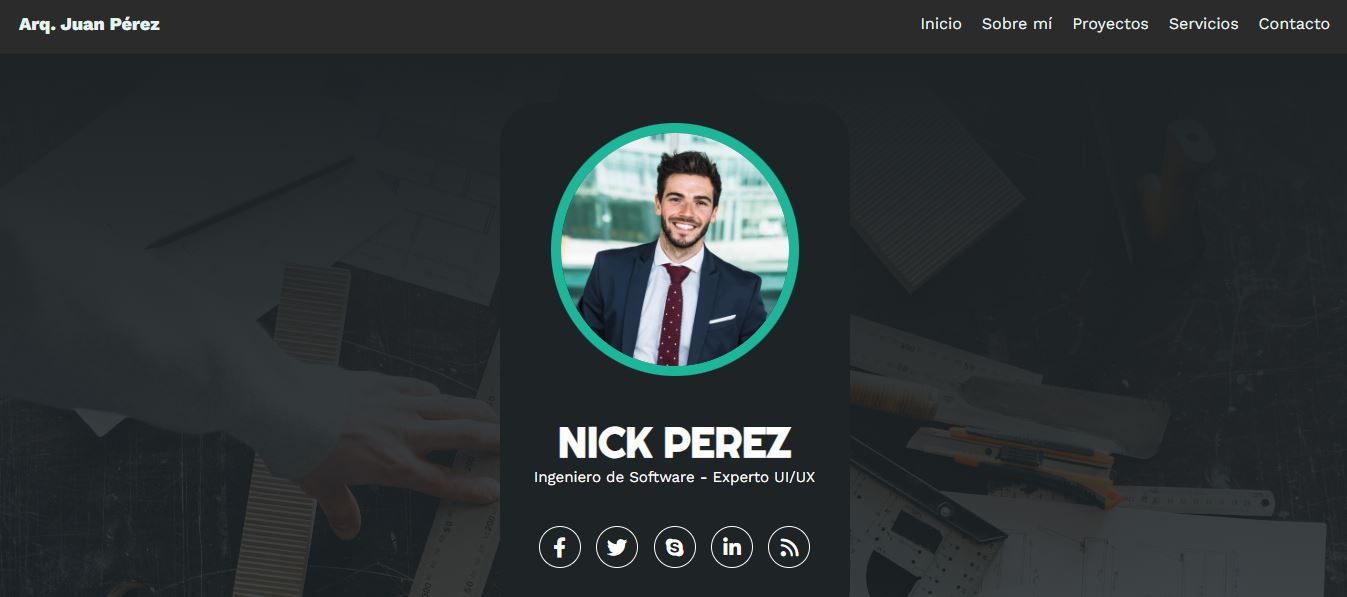 Arq. Juan Pérez
Inicio Sobre mí Proyectos Servicios Contacto
NICK PEREZ
Ingeniero de Software - Experto UI/UX